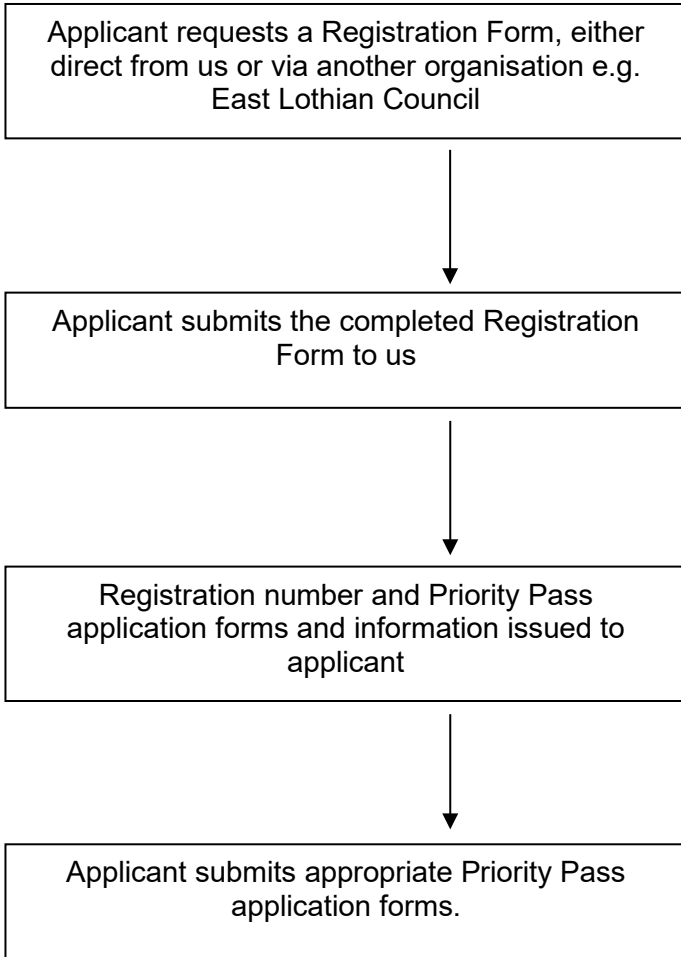 Applicant requests a Registration Form, either
direct from us or via another organisation e.g.
East Lothian Council
Applicant submits the completed Registration
Form to us
Registration number and Priority Pass
application forms and information issued to
applicant
Applicant submits appropriate Priority Pass
application forms.